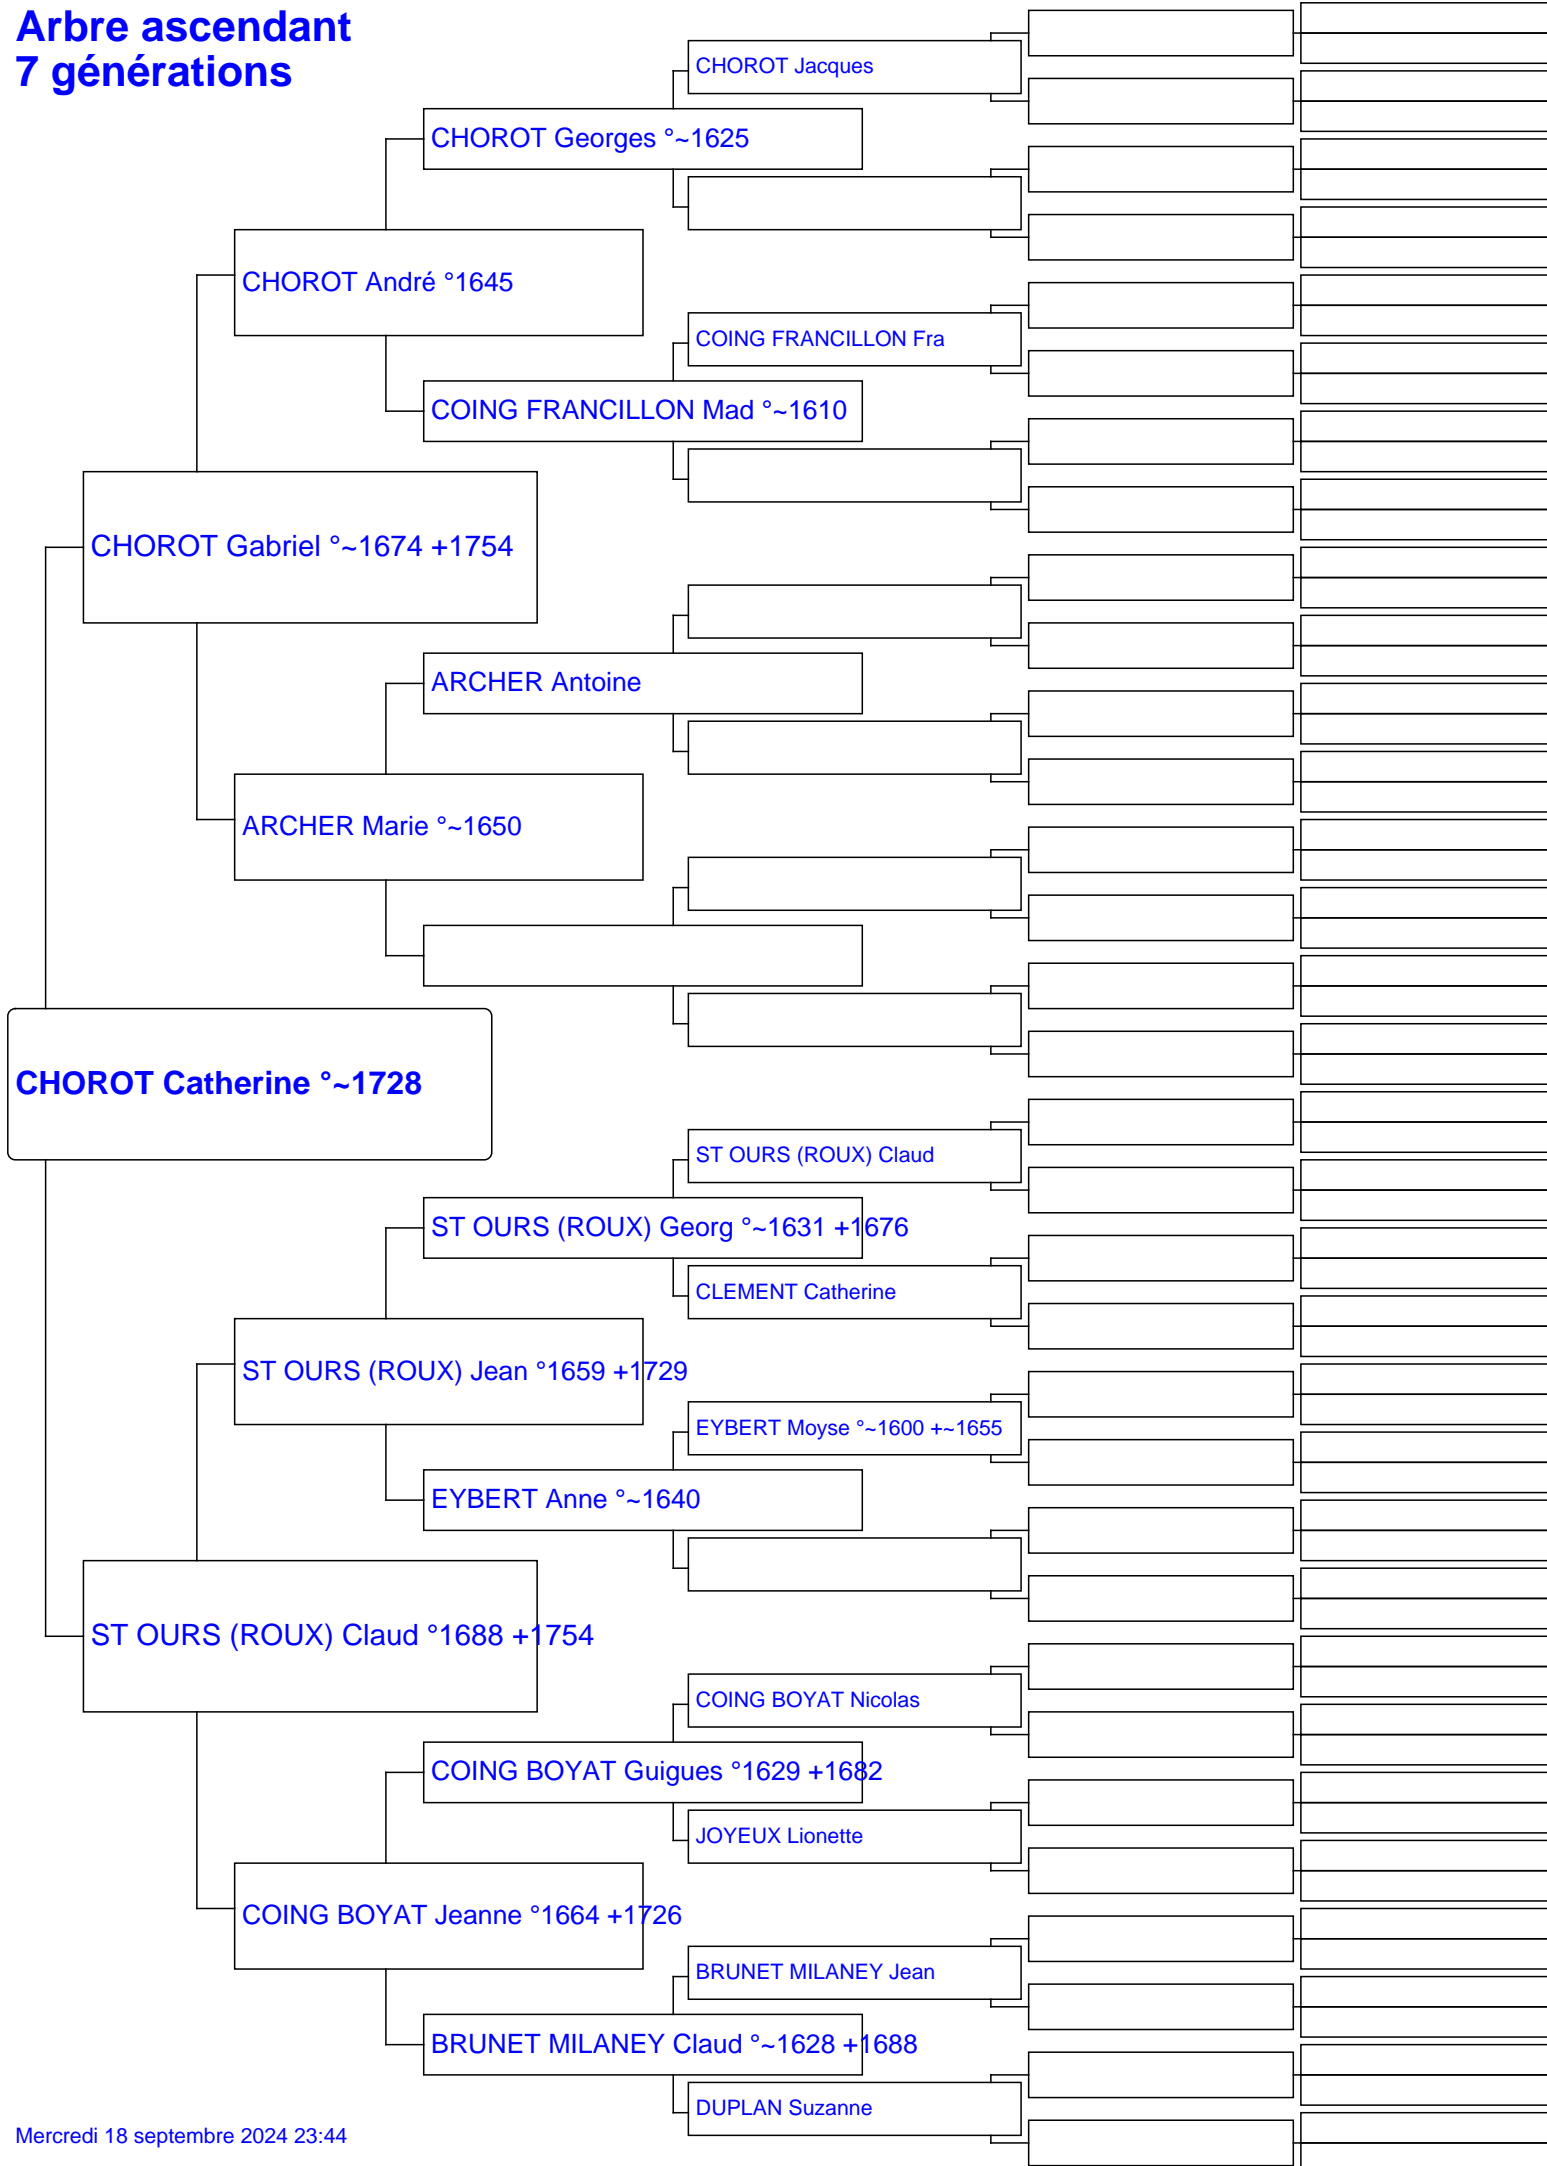 Arbre ascendant
7 générations
CHOROT Jacques
CHOROT Georges °~1625
CHOROT André °1645
COING FRANCILLON Fra
COING FRANCILLON Mad °~1610
CHOROT Gabriel °~1674 +1754
ARCHER Antoine
ARCHER Marie °~1650
CHOROT Catherine °~1728
ST OURS (ROUX) Claud
ST OURS (ROUX) Georg °~1631 +1676
CLEMENT Catherine
ST OURS (ROUX) Jean °1659 +1729
EYBERT Moyse °~1600 +~1655
EYBERT Anne °~1640
ST OURS (ROUX) Claud °1688 +1754
COING BOYAT Nicolas
COING BOYAT Guigues °1629 +1682
JOYEUX Lionette
COING BOYAT Jeanne °1664 +1726
BRUNET MILANEY Jean
BRUNET MILANEY Claud °~1628 +1688
DUPLAN Suzanne
Mercredi 18 septembre 2024 23:44